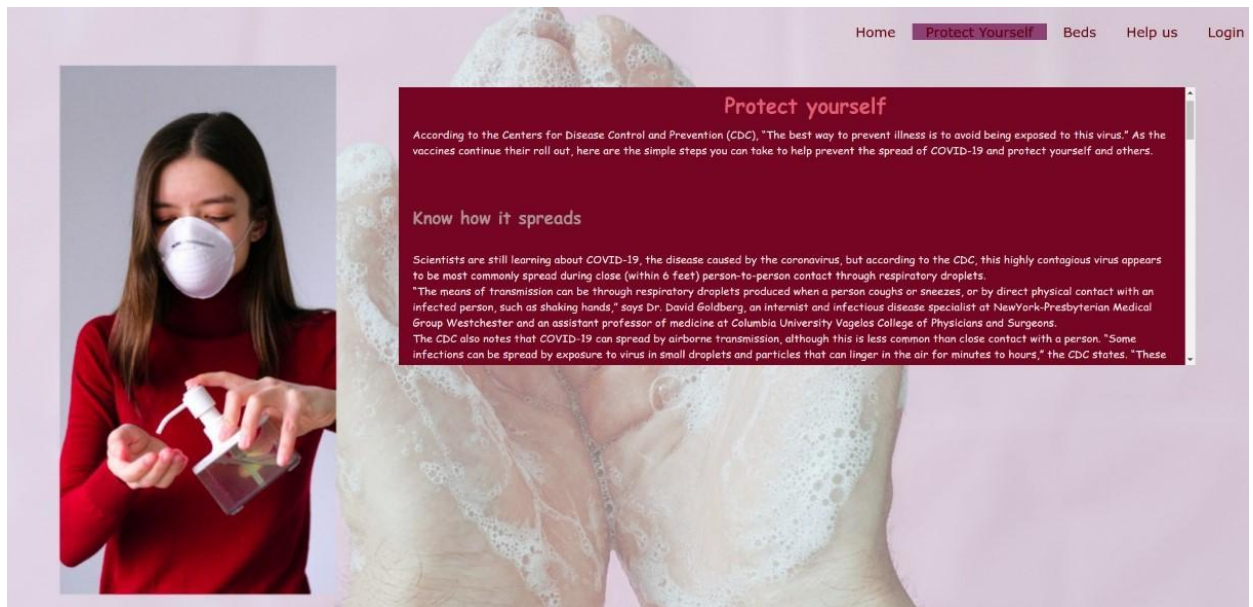 Home Protect Yourself Beds Help us Login
Protect yourself
According to the Centers for Disease Control and Prevention (CDC), “The best way to prevent illness is to avoid being exposed to this virus.” As the
vaccines continue their roll out, here are the simple steps you can take to help prevent the spread of COVID-19 and protect yourself and others.
Know how it spreads
Scientists are still learning about COVID-19, the disease caused by the coronavirus, but according to the CDC, this highly contagious virus appears
to be most commonly spread during close (within 6 feet) person-to-person contact through respiratory droplets.
“The means of transmission can be through respiratory droplets produced when a person coughs or sneezes, or by direct physical contact with an
infected person, such as shaking hands,” says Dr. David Goldberg, an internist and infectious disease specialist at NewYork-Presbyterian Medical
Group Westchester and an assistant professor of medicine at Columbia University Vagelos College of Physicians and Surgeons.
The CDC also notes that COVID-19 can spread by airborne transmission, although this is less common than close contact with a person. “Some
infections can be spread by exposure to virus in small droplets and particles that can linger in the air for minutes to hours,” the CDC states. “These